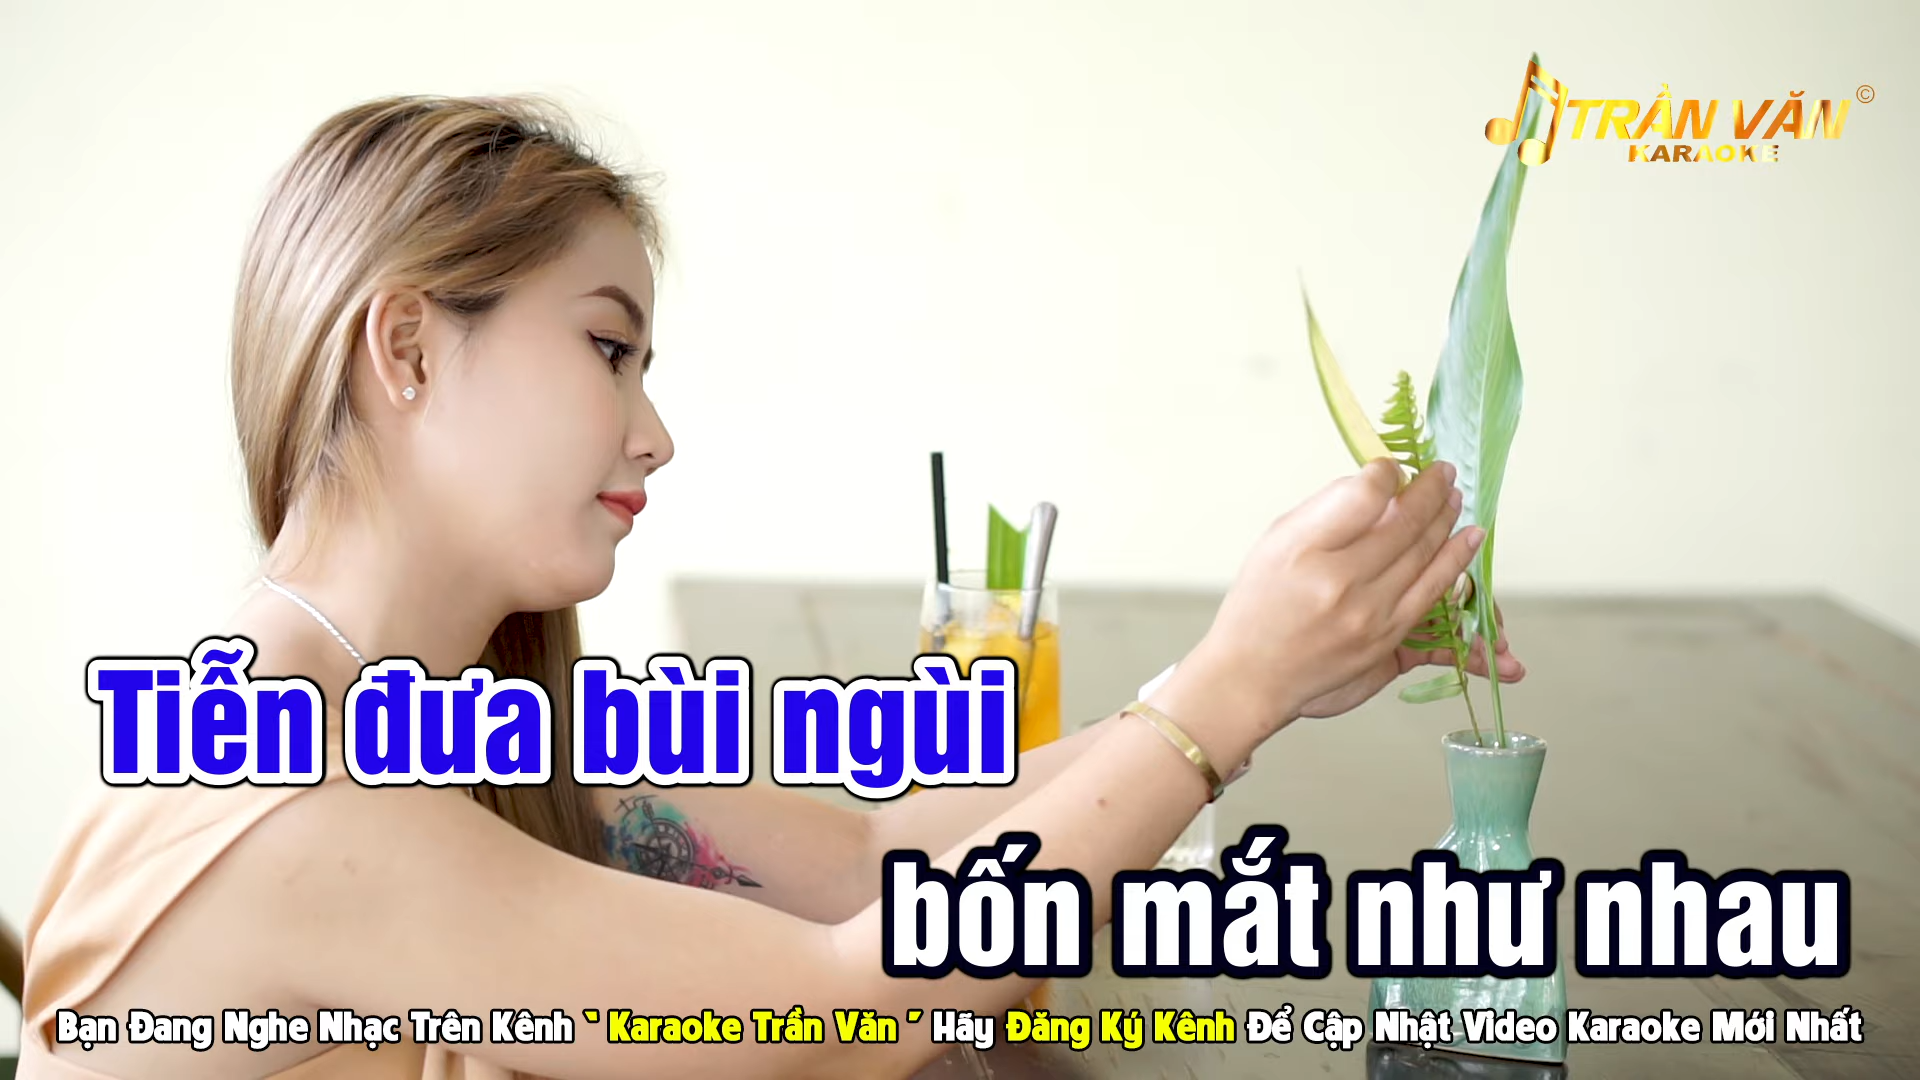 TRẦN VĂN ©
KARAOKE
Tiễn đưa bùi ngùi
bốn mắt như nhau
Bạn Đang Nghe Nhạc Trên Kênh ` Karaoke Trần Văn ´ Hãy Đăng Ký Kênh Để Cập Nhật Video Karaoke Mới Nhất